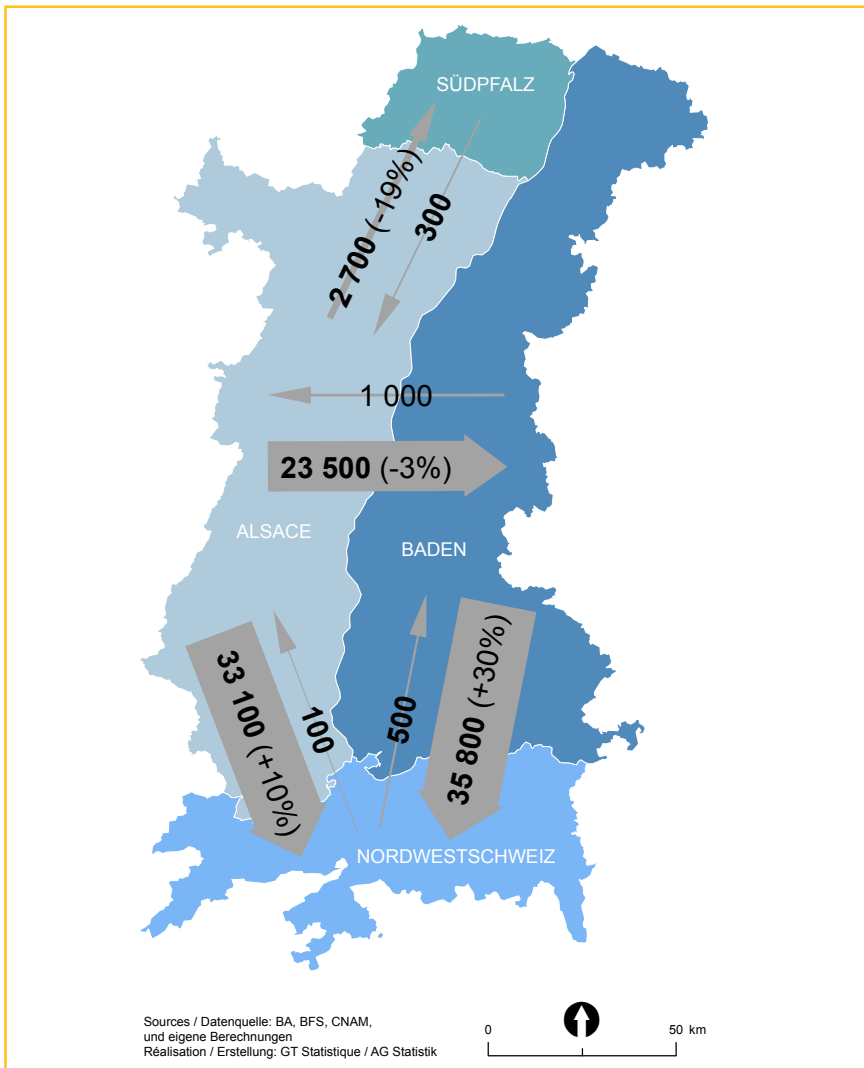 SÜDPFALZ
2 700 (-19%)
300
1 000
23 500 (-3%)
ALSACE
BADEN
33 100 (+10%)
100
500
35 800 (+30%)
NORDWESTSCHWEIZ
Sources / Datenquelle: BA, BFS, CNAM,
und eigene Berechnungen
Réalisation / Erstellung: GT Statistique / AG Statistik
0 50 km